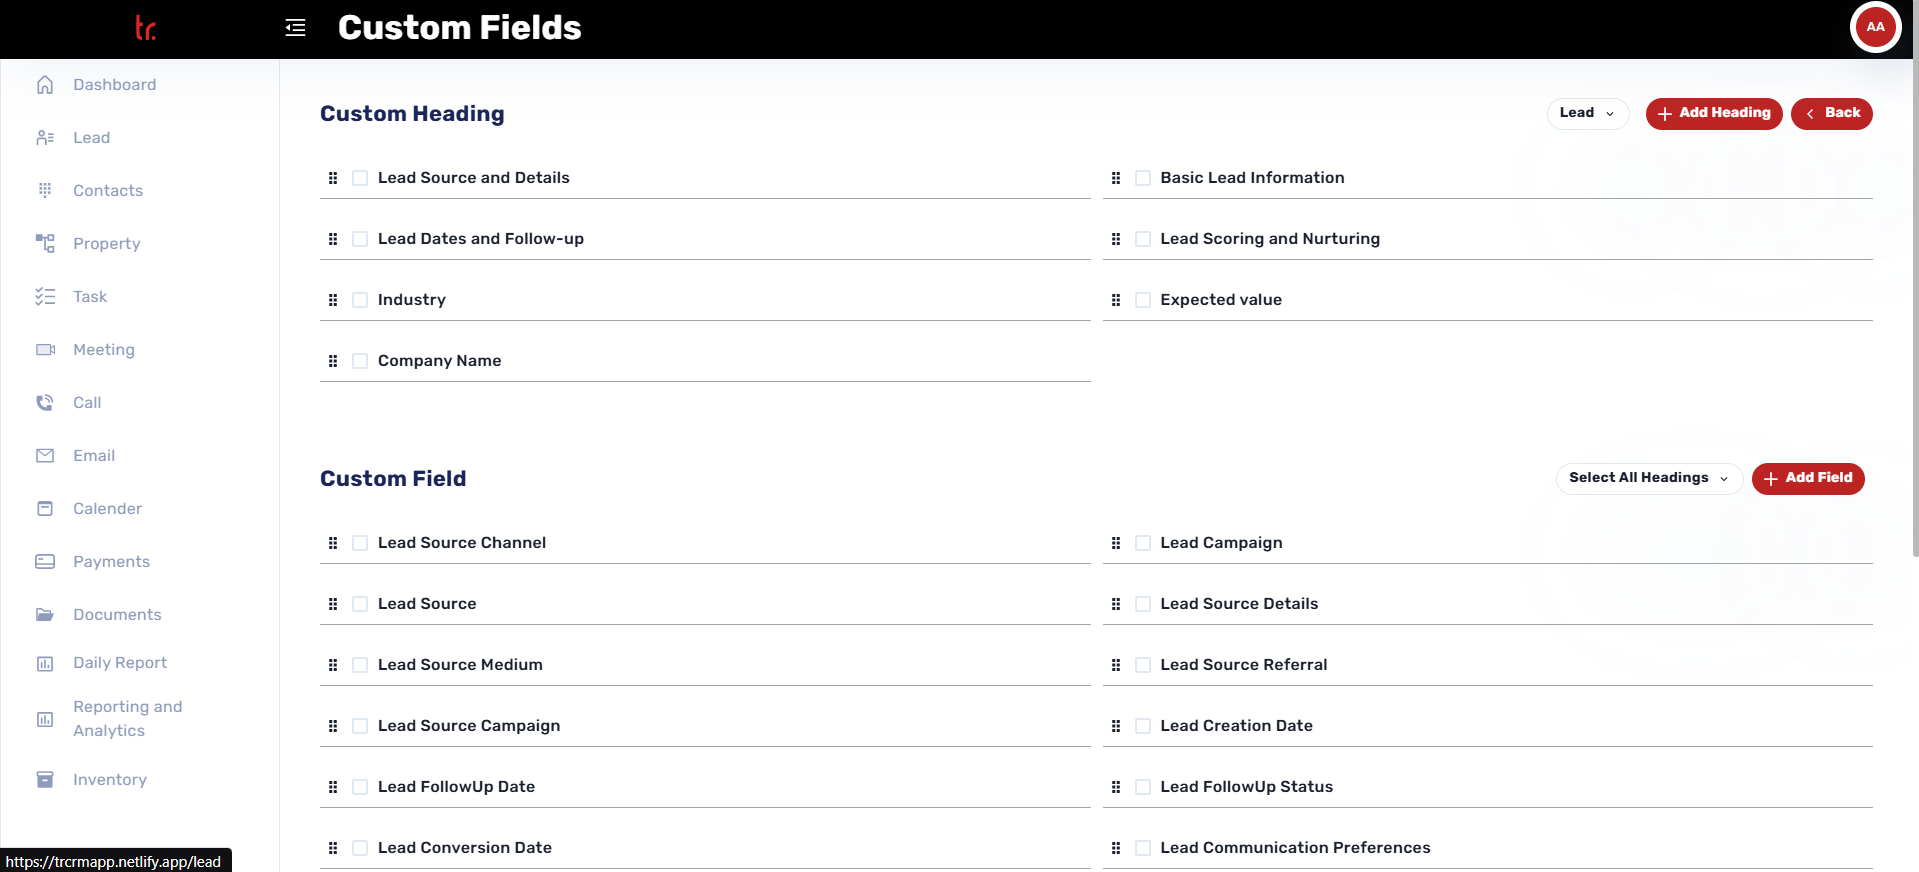 tr.
Custom Fields
AA
Dashboard
Lead
Contacts
Property
Task
Meeting
Call
Email
Calender
Payments
Documents
Daily Report
Reporting and
Analytics
Inventory
Custom Heading
Lead
Add Heading
Back
Lead Source and Details
Basic Lead Information
Lead Dates and Follow-up
Lead Scoring and Nurturing
Industry
Expected value
Company Name
Custom Field
Select All Headings
Add Field
Lead Source Channel
Lead Campaign
Lead Source
Lead Source Details
Lead Source Medium
Lead Source Referral
Lead Source Campaign
Lead Creation Date
Lead FollowUp Date
Lead FollowUp Status
Lead Conversion Date
Lead Communication Preferences
https://trcrmapp.netlify.app/lead